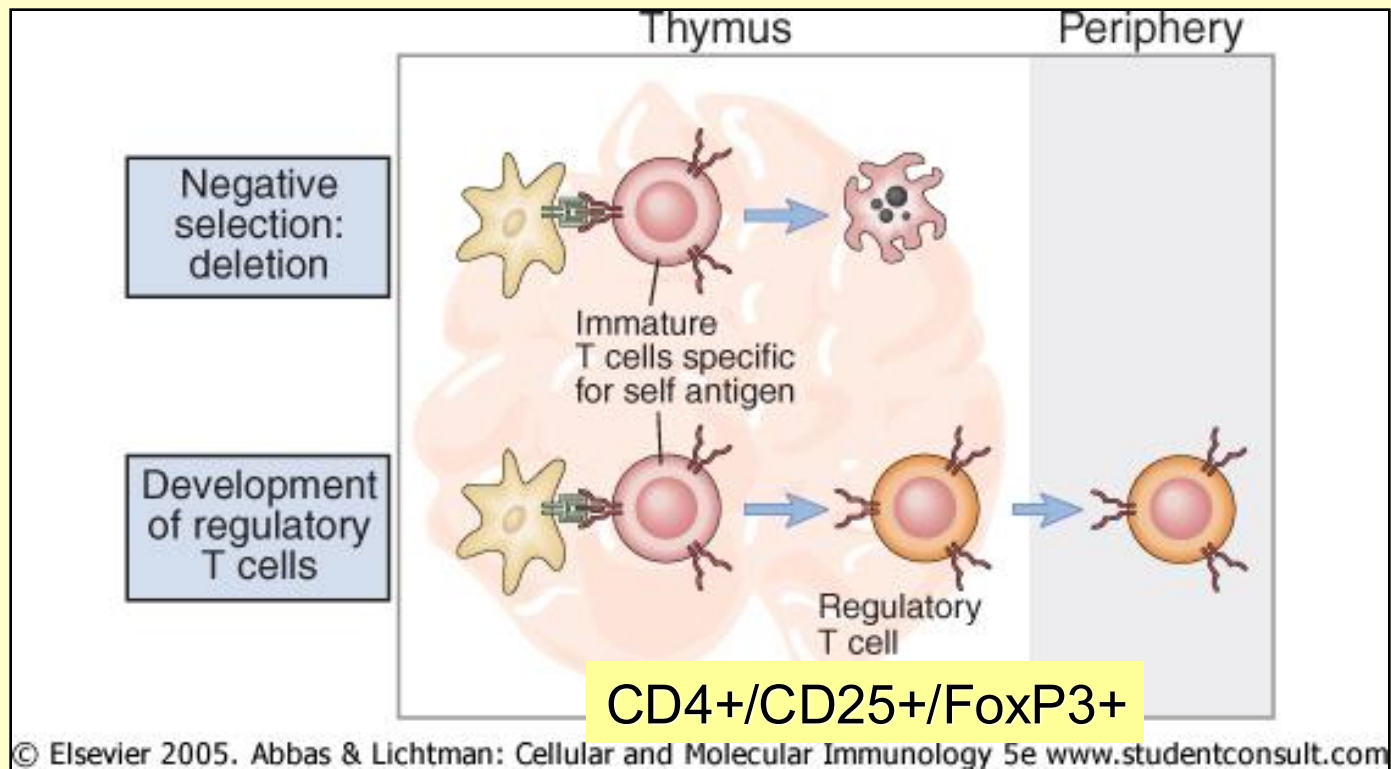 Thymus
Periphery
Negative
selection:
deletion
Immature
T cells specific
for self antigen
Development
of regulatory
T cells
Regulatory
T cell
CD4+/CD25+/FoxP3+
© Elsevier 2005. Abbas & Lichtman: Cellular and Molecular Immunology 5e www.studentconsult.com